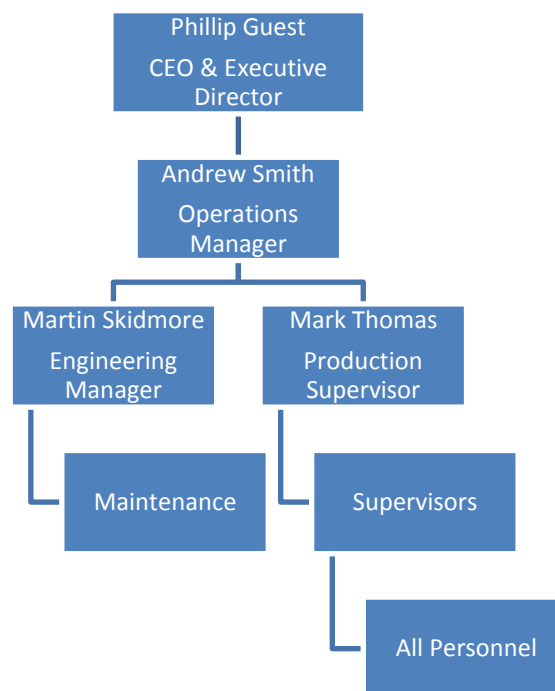 Phillip Guest
CEO & Executive
Director
Andrew Smith
Operations
Manager
Martin Skidmore
Engineering
Manager
Mark Thomas
Production
Supervisor
Maintenance
Supervisors
All Personnel